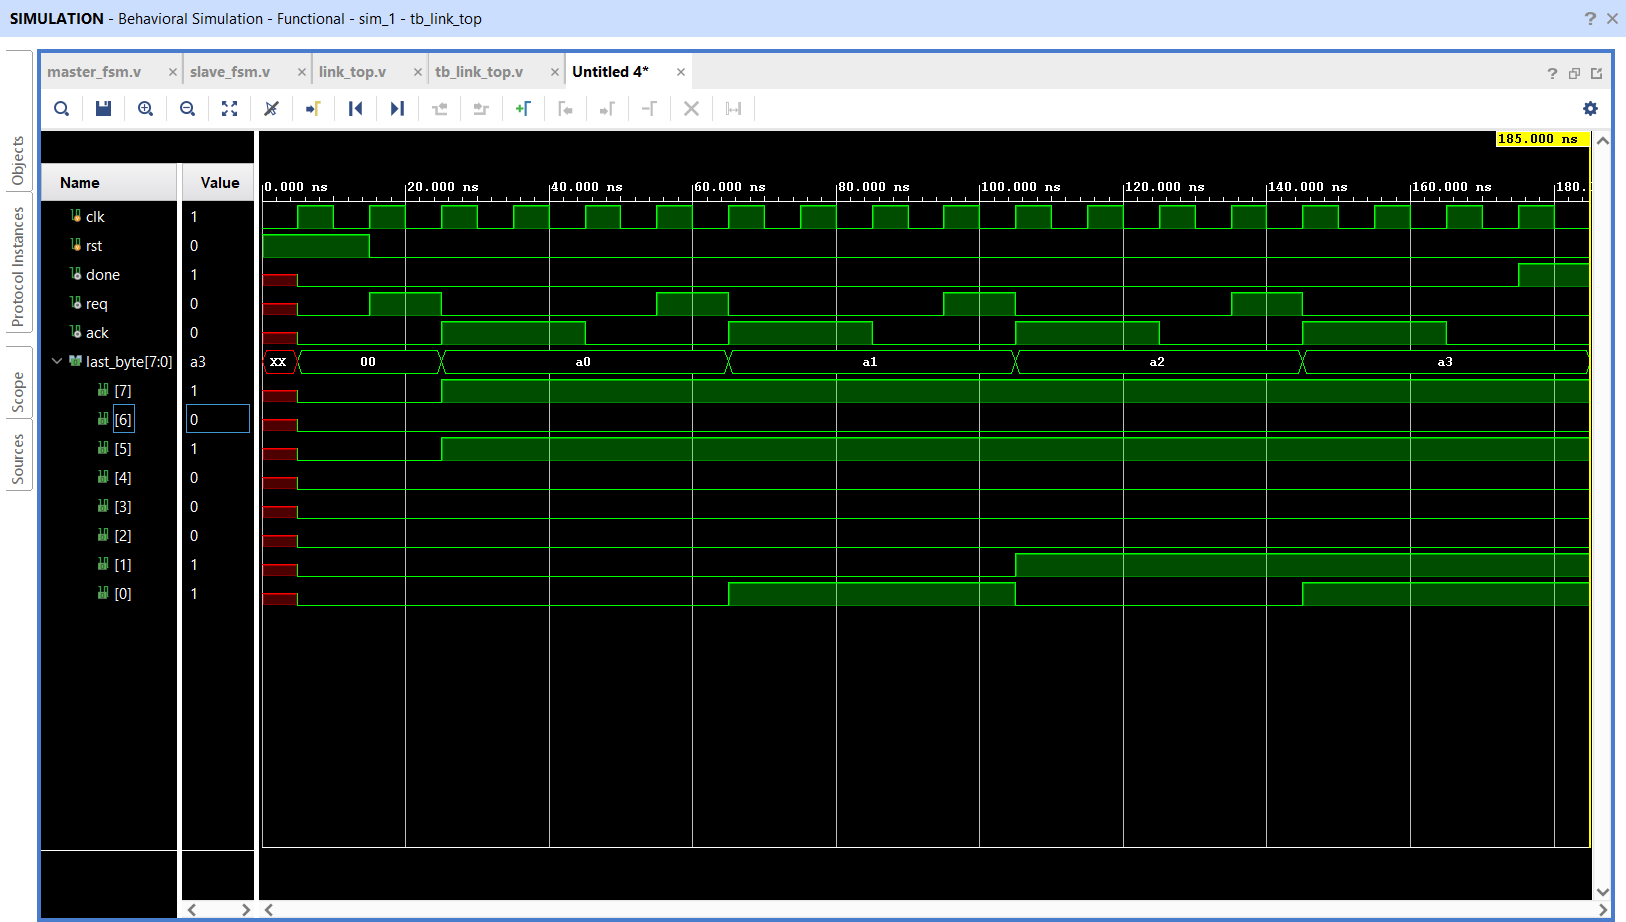 SIMULATION - Behavioral Simulation - Functional - sim_1 - tb_link_top
? ×
Objects
Protocol Instances
Scope
Sources
master_fsm.v ×
slave_fsm.v ×
link_top.v ×
tb_link_top.v ×
Untitled 4* ×
?
185.000 ns
Name Value
0.000 ns 20.000 ns 40.000 ns 60.000 ns 80.000 ns 100.000 ns 120.000 ns 140.000 ns 160.000 ns 180.
clk 1
rst 0
done 1
req 0
ack 0
last_byte[7:0] a3 XX 00 a0 a1 a2 a3
[7] 1
[6] 0
[5] 1
[4] 0
[3] 0
[2] 0
[1] 1
[0] 1